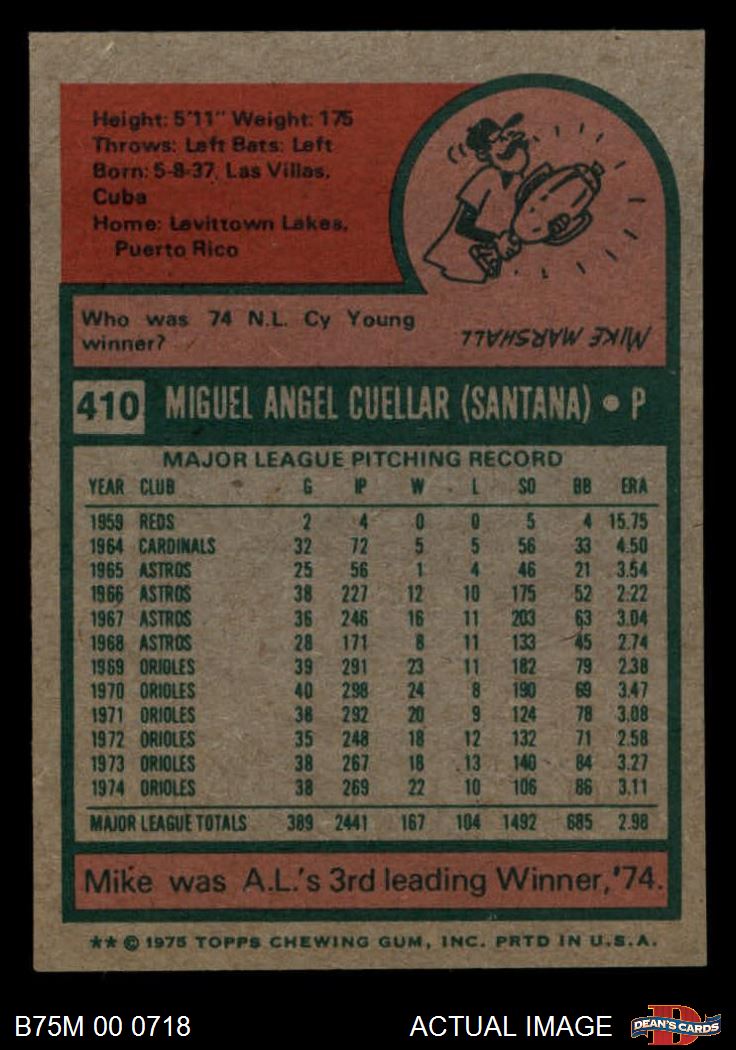 Height: 5'11" Weight: 175
Throws: Left Bats: Left
Born: 5-8-37, Las Villas,
Cuba
Home: Levittown Lakes,
Puerto Rico
Who was 74 N.L. Cy Young
winner?
MIKE MARSHALL
410 MIGUEL ANGEL CUELLAR (SANTANA) • P
MAJOR LEAGUE PITCHING RECORD
YEAR CLUB G IP W L SO BB ERA
1959 REDS 2 4 0 0 5 4 15.75
1964 CARDINALS 32 72 5 5 56 33 4.50
1965 ASTROS 25 56 1 4 46 21 3.54
1966 ASTROS 38 227 12 10 175 52 2.22
1967 ASTROS 36 246 16 11 203 63 3.04
1968 ASTROS 28 171 8 11 133 45 2.74
1969 ORIOLES 39 291 23 11 182 79 2.38
1970 ORIOLES 40 298 24 8 190 69 3.47
1971 ORIOLES 38 292 20 9 124 78 3.08
1972 ORIOLES 35 248 18 12 132 71 2.58
1973 ORIOLES 38 267 18 13 140 84 3.27
1974 ORIOLES 38 269 22 10 106 86 3.11
MAJOR LEAGUE TOTALS 389 2441 167 104 1492 685 2.98
Mike was A.L.'s 3rd leading Winner,'74.
** © 1975 TOPPS CHEWING GUM, INC. PRTD IN U.S.A.
B75M 00 0718 ACTUAL IMAGE D DEAN'S CARDS